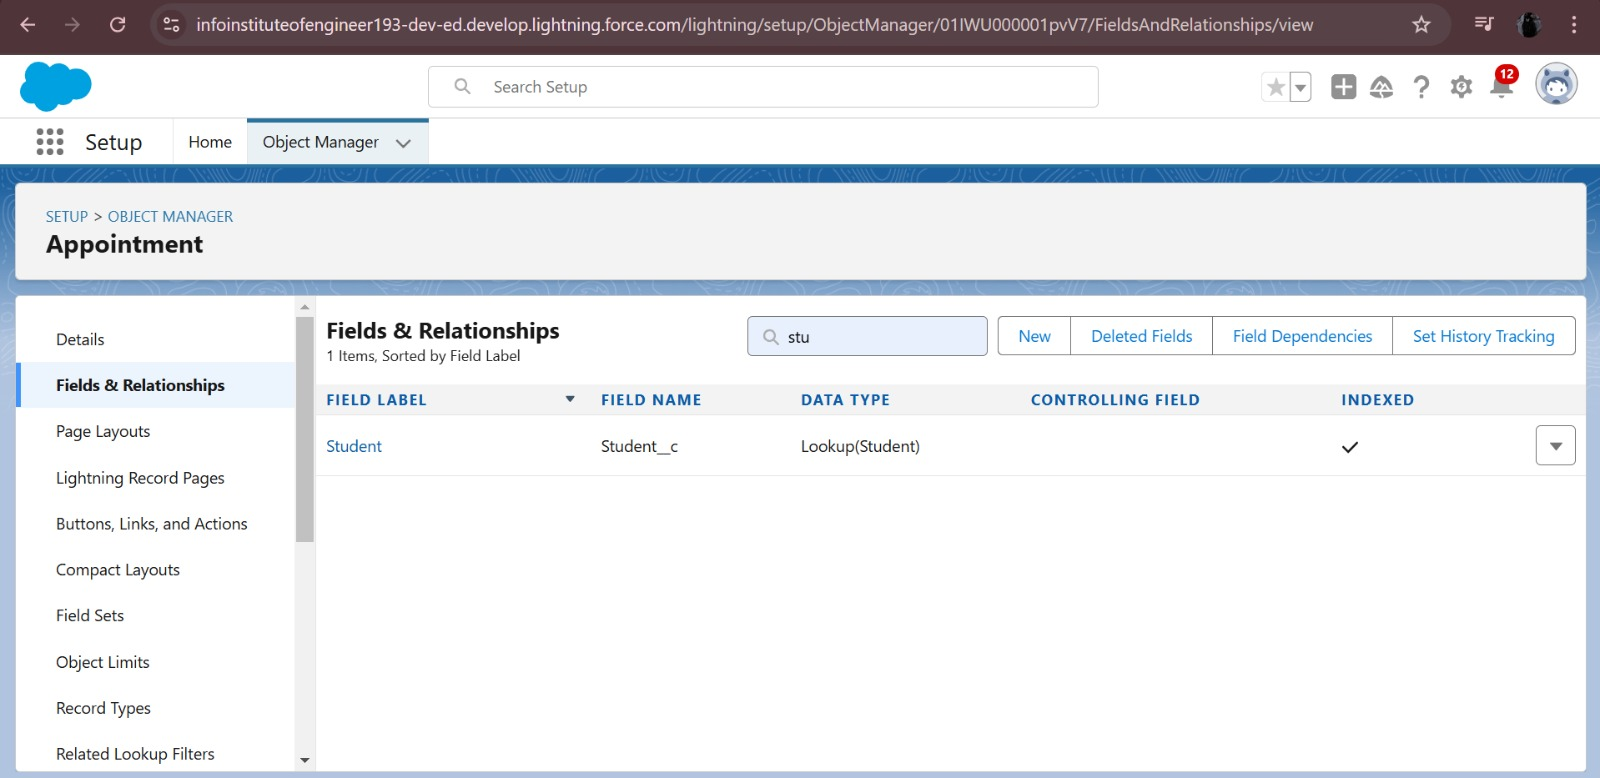 infoinstituteofengineer193-dev-ed.develop.lightning.force.com/lightning/setup/ObjectManager/01IWU000001pvV7/FieldsAndRelationships/view
Search Setup
12
Setup
Home
Object Manager
SETUP > OBJECT MANAGER
Appointment
Details
Fields & Relationships
Page Layouts
Lightning Record Pages
Buttons, Links, and Actions
Compact Layouts
Field Sets
Object Limits
Record Types
Related Lookup Filters
Fields & Relationships
1 Items, Sorted by Field Label
stu
New
Deleted Fields
Field Dependencies
Set History Tracking
FIELD LABEL FIELD NAME DATA TYPE CONTROLLING FIELD INDEXED
Student Student__c Lookup(Student)